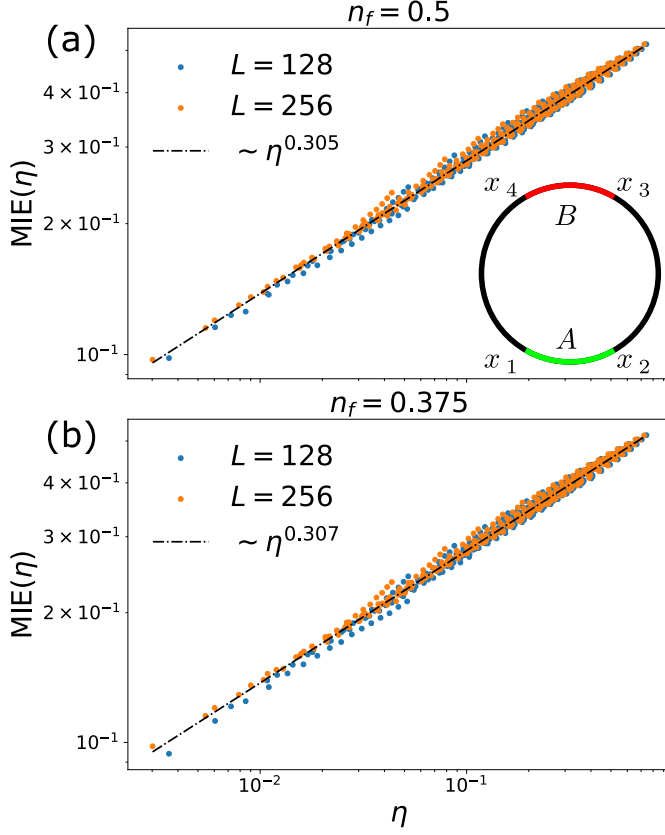 n_f = 0.5
(a)
L = 128
L = 256
~ η^0.305
MIE(η)
4 × 10^−1
3 × 10^−1
2 × 10^−1
10^−1
x_4
x_3
B
A
x_1
x_2
n_f = 0.375
(b)
L = 128
L = 256
~ η^0.307
MIE(η)
4 × 10^−1
3 × 10^−1
2 × 10^−1
10^−1
10^−2
10^−1
η